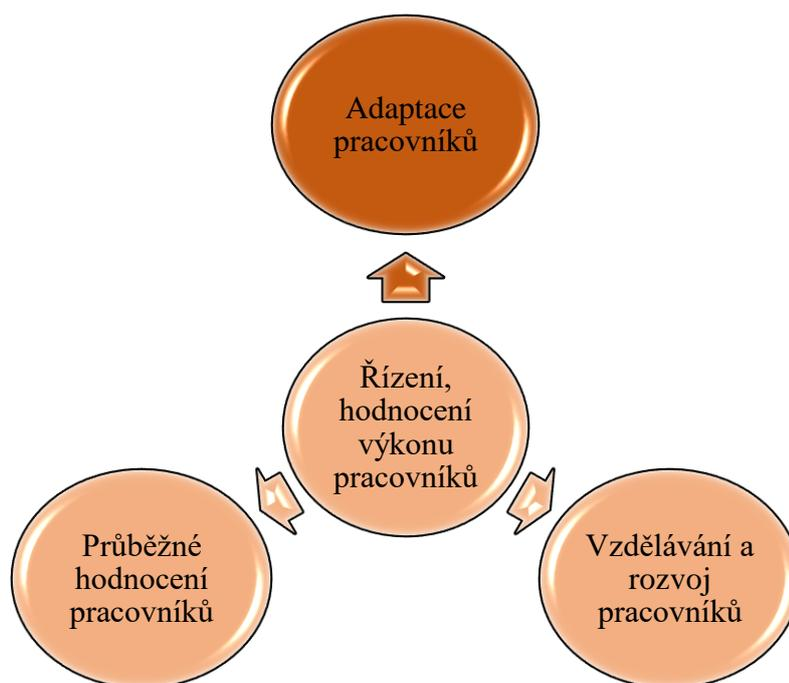 Adaptace
pracovníků
Řízení,
hodnocení
výkonu
pracovníků
Průběžné
hodnocení
pracovníků
Vzdělávání a
rozvoj
pracovníků